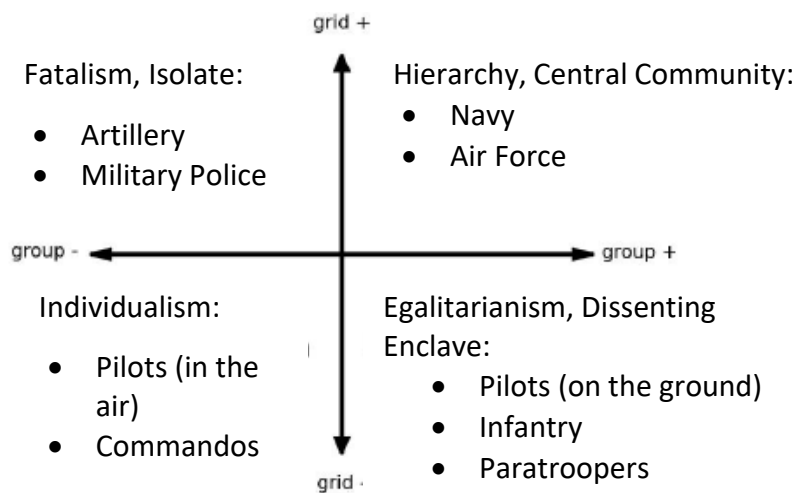 grid +
Fatalism, Isolate:
• Artillery
• Military Police
Hierarchy, Central Community:
• Navy
• Air Force
group -
group +
Individualism:
• Pilots (in the
air)
• Commandos
Egalitarianism, Dissenting
Enclave:
• Pilots (on the ground)
• Infantry
• Paratroopers
grid -